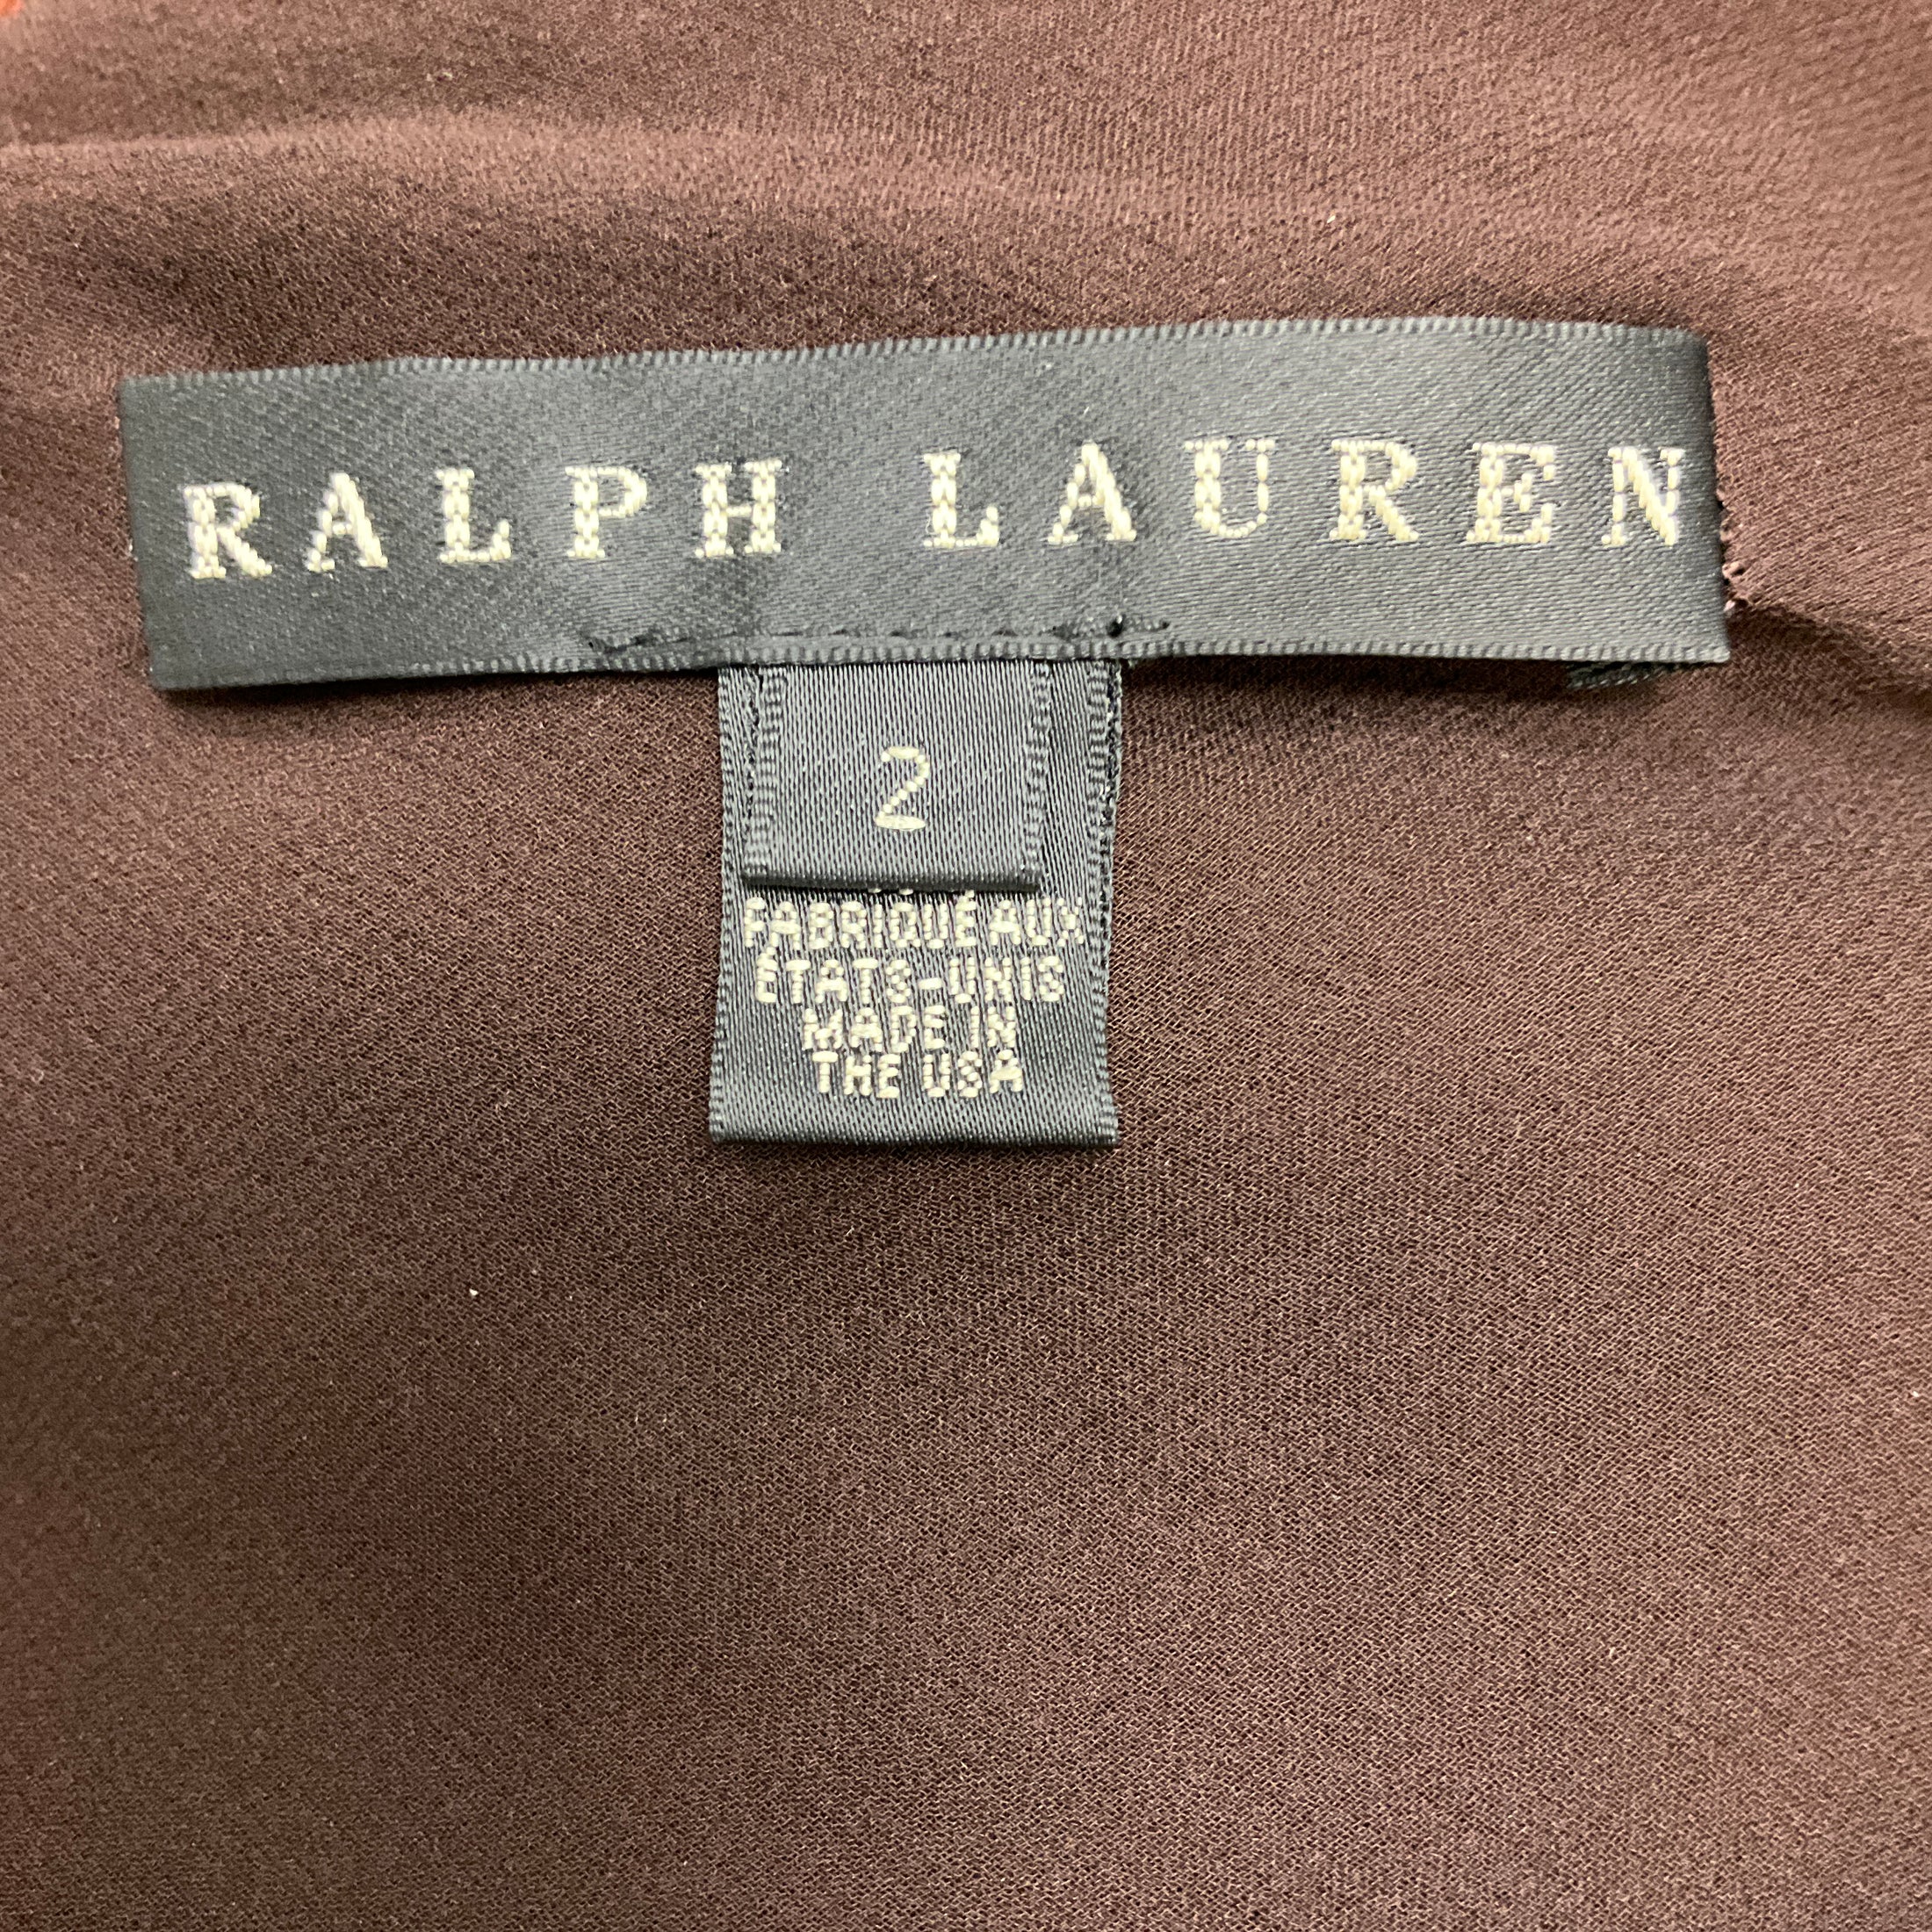 RALPH LAUREN
2
FABRIQUÉ AUX
ÉTATS-UNIS
MADE IN
THE USA